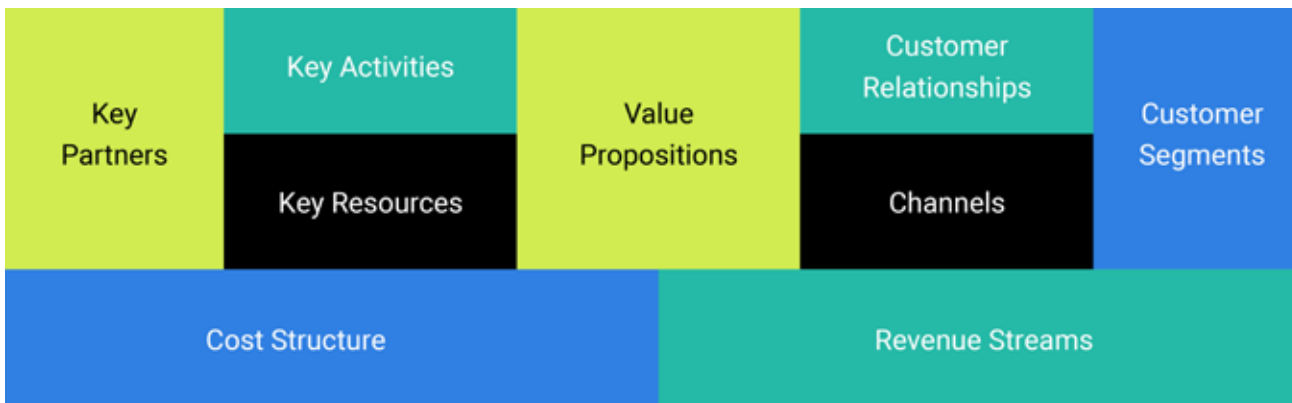 Key
Partners
Key Activities
Key Resources
Value
Propositions
Customer
Relationships
Channels
Customer
Segments
Cost Structure
Revenue Streams